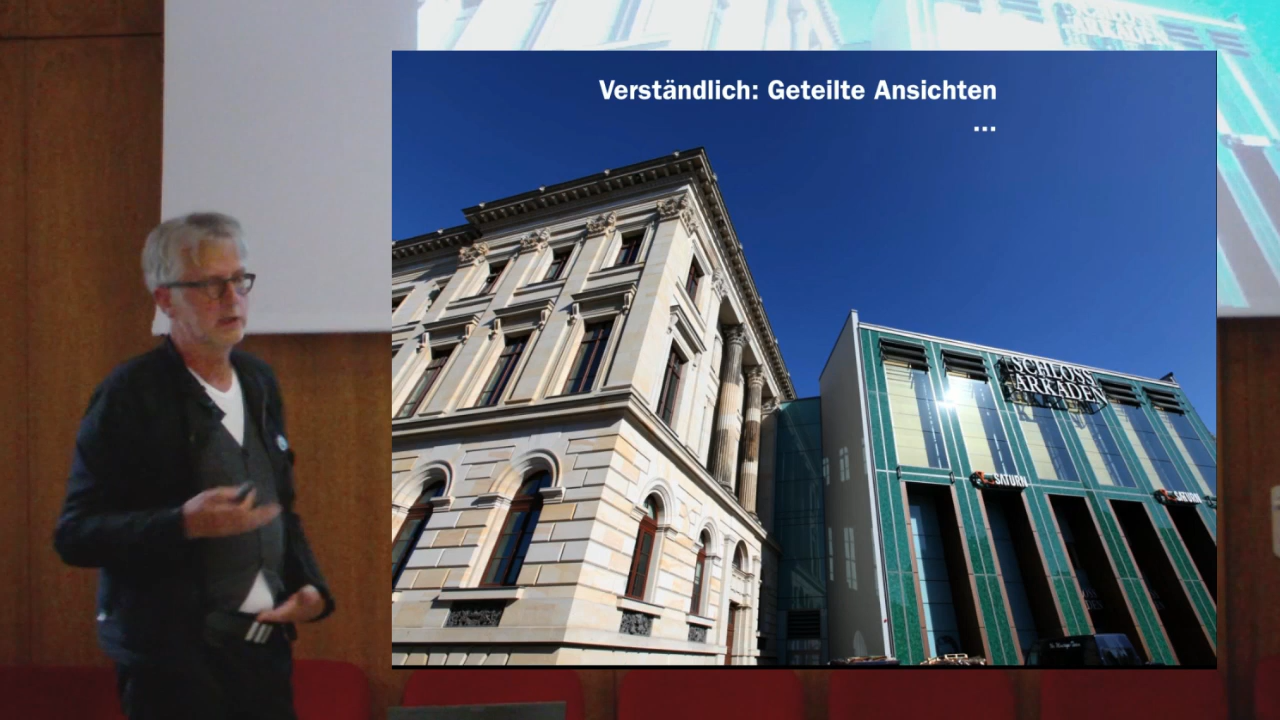 Verständlich: Geteilte Ansichten
...
SCHLOSS
ARKADEN
SATURN
SATURN